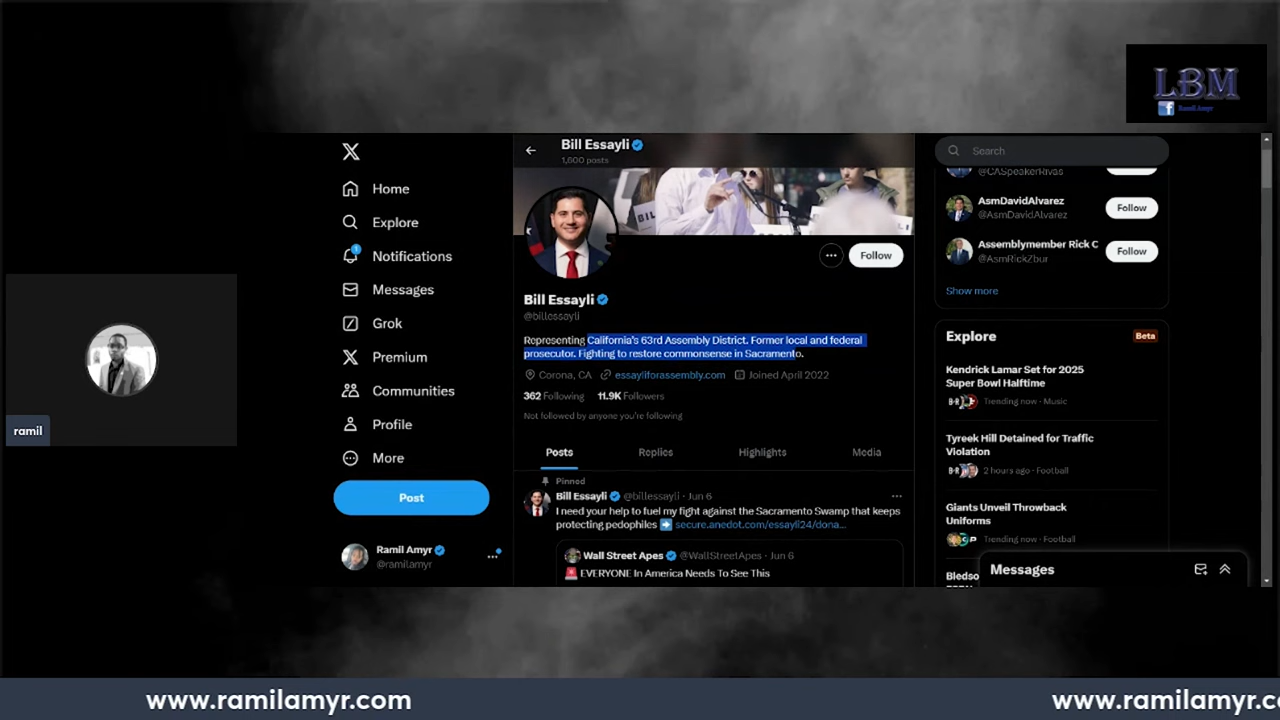 LBM
Ramil Amyr
Bill Essayli
1,600 posts
Search
@CASpeakerRivas
Home
AsmDavidAlvarez
@AsmDavidAlvarez
Follow
Explore
Assemblymember Rick C
@AsmRickZbur
Follow
Notifications
1
Follow
Messages
Show more
Bill Essayli
@billessayli
Grok
Representing California's 63rd Assembly District. Former local and federal
prosecutor. Fighting to restore commonsense in Sacramento.
Explore
Beta
Premium
Corona, CA essayliforassembly.com Joined April 2022
Kendrick Lamar Set for 2025
Super Bowl Halftime
Trending now · Music
Communities
362 Following 11.9K Followers
Not followed by anyone you're following
Profile
ramil
Tyreek Hill Detained for Traffic
Violation
2 hours ago · Football
More
Posts Replies Highlights Media
Pinned
Post
Bill Essayli @billessayli · Jun 6
I need your help to fuel my fight against the Sacramento Swamp that keeps
protecting pedophiles secure.anedot.com/essayli24/dona...
Giants Unveil Throwback
Uniforms
Trending now · Football
Ramil Amyr
@ramilamyr
Wall Street Apes @WallStreetApes · Jun 6
EVERYONE In America Needs To See This
Bledso
Messages
www.ramilamyr.com
www.ramilamyr.co